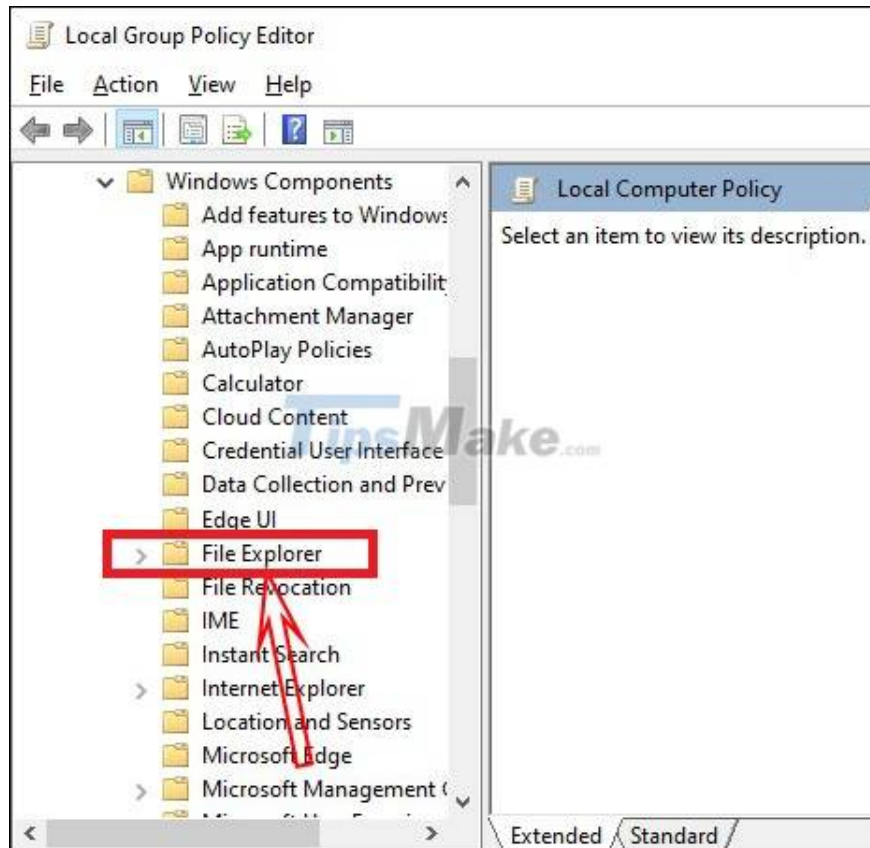 Local Group Policy Editor
File Action View Help
Windows Components
Add features to Windows
App runtime
Application Compatibilit
Attachment Manager
AutoPlay Policies
Calculator
Cloud Content
Credential User Interface
Data Collection and Prev
Edge UI
File Explorer
File Revocation
IME
Instant Search
Internet Explorer
Location and Sensors
Microsoft Edge
Microsoft Management
Local Computer Policy
Select an item to view its description.
TipsMake.com
Extended Standard